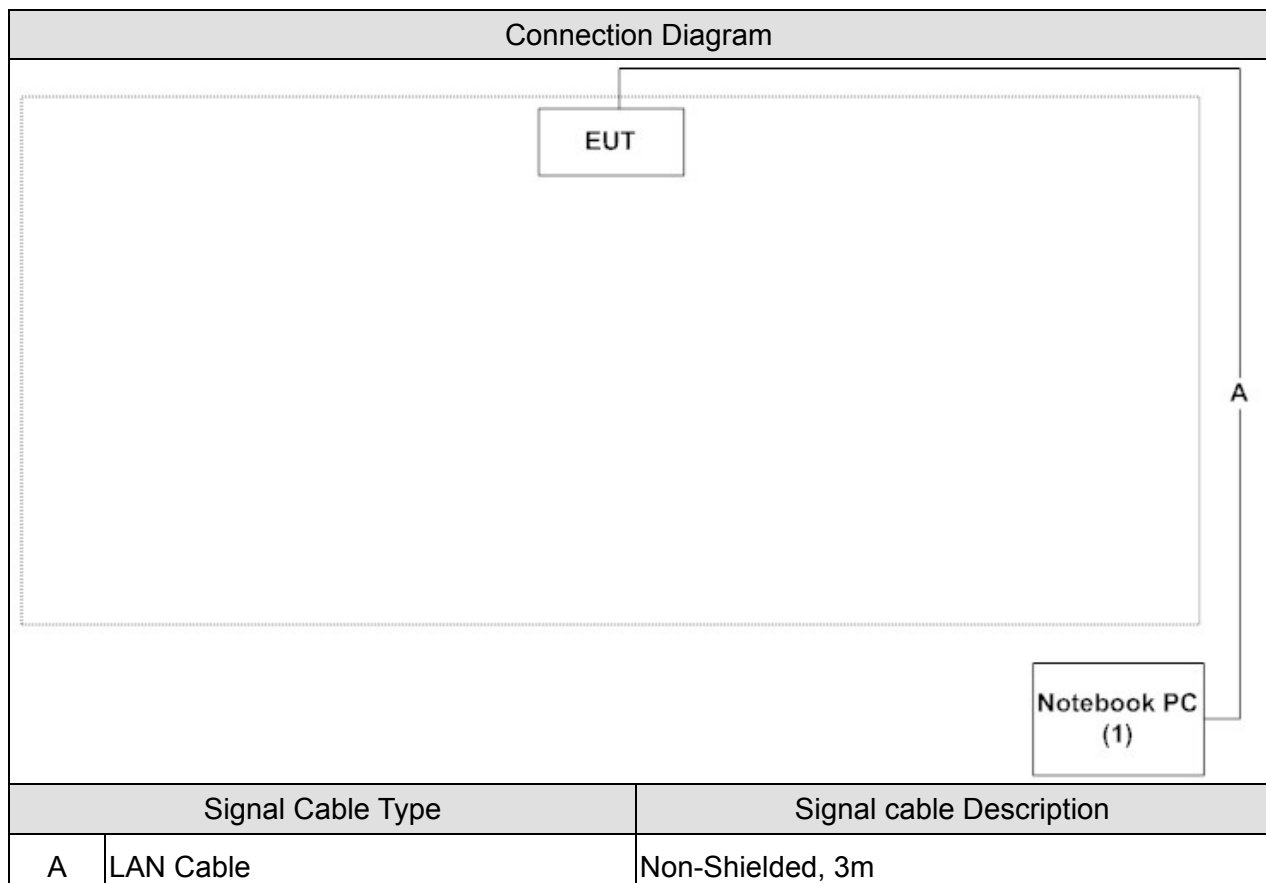 Connection Diagram
EUT
A
Notebook PC
(1)
Signal Cable Type Signal cable Description
A LAN Cable Non-Shielded, 3m